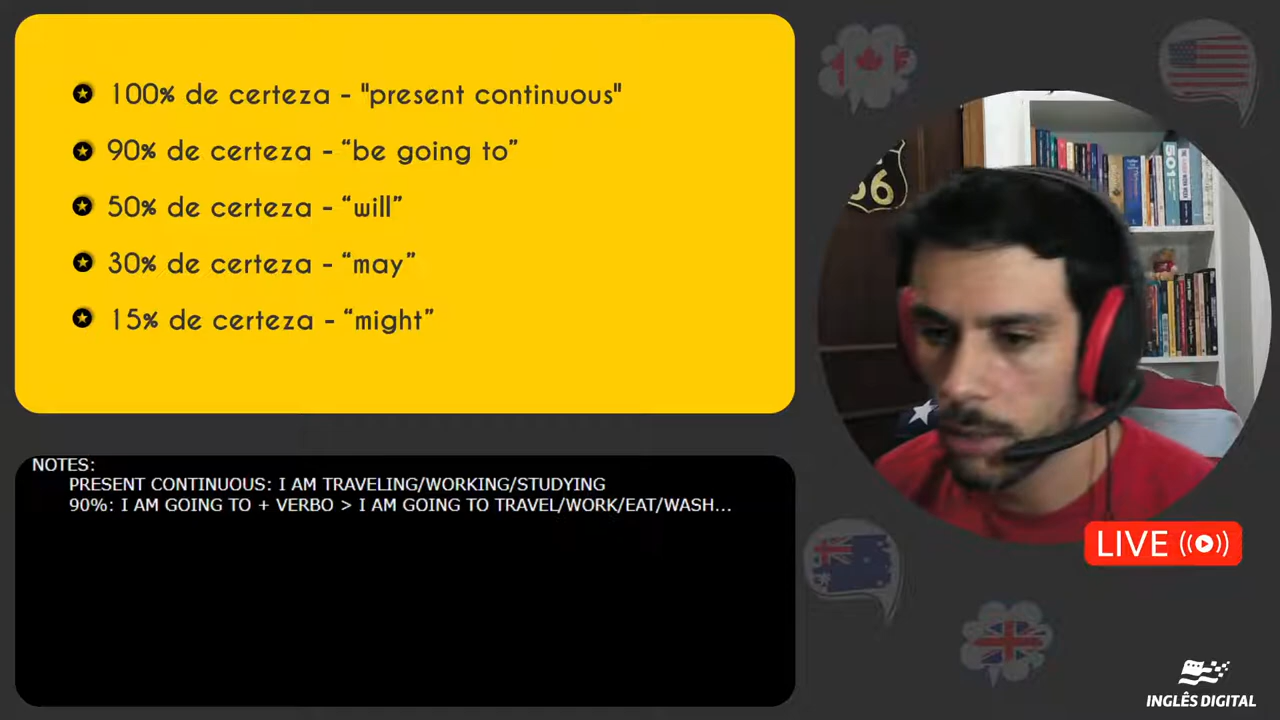 100% de certeza - "present continuous"
90% de certeza - “be going to”
50% de certeza - “will”
30% de certeza - “may”
15% de certeza - “might”
NOTES:
PRESENT CONTINUOUS: I AM TRAVELING/WORKING/STUDYING
90%: I AM GOING TO + VERBO > I AM GOING TO TRAVEL/WORK/EAT/WASH...
66
501
LIVE
INGLÊS DIGITAL